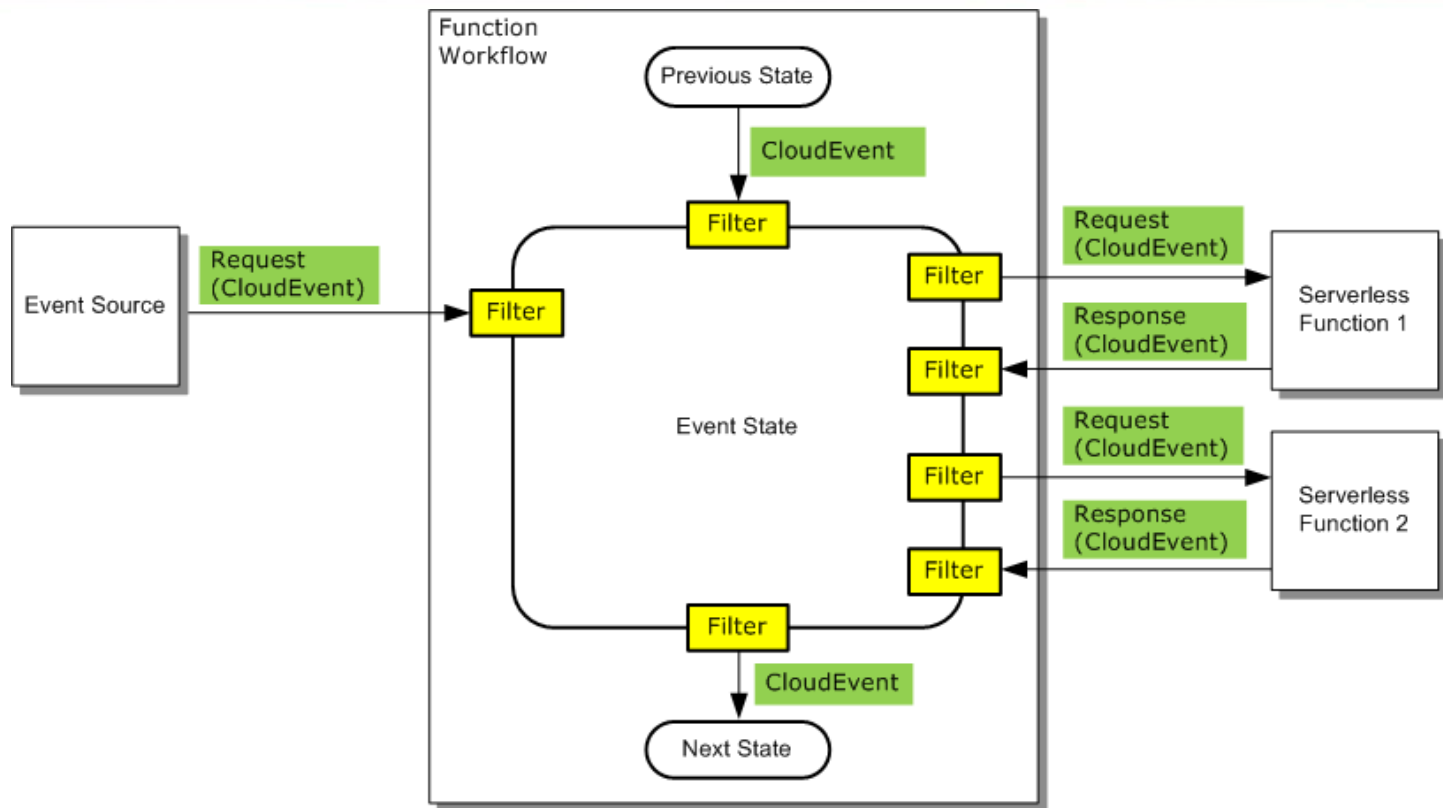 Function
Workflow
Previous State
CloudEvent
Filter
Request
(CloudEvent)
Event Source
Filter
Filter
Request
(CloudEvent)
Serverless
Function 1
Response
(CloudEvent)
Filter
Event State
Request
(CloudEvent)
Filter
Serverless
Function 2
Response
(CloudEvent)
Filter
Filter
CloudEvent
Next State